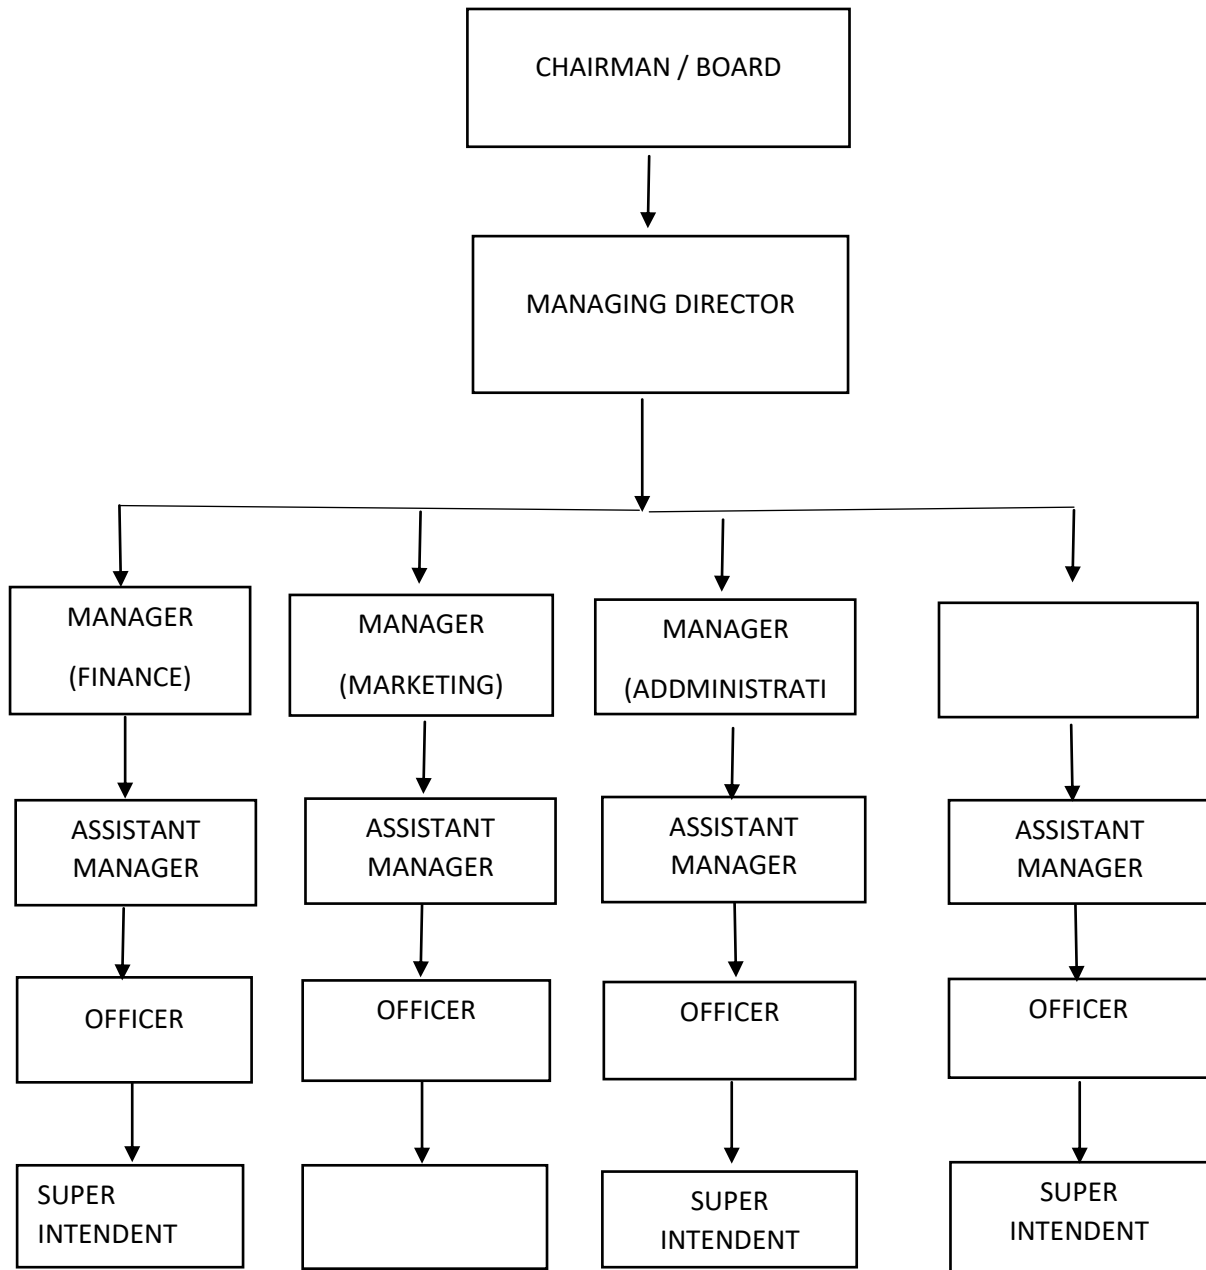 CHAIRMAN / BOARD
MANAGING DIRECTOR
MANAGER
(FINANCE)
MANAGER
(MARKETING)
MANAGER
(ADDMINISTRATI
ASSISTANT
MANAGER
ASSISTANT
MANAGER
ASSISTANT
MANAGER
ASSISTANT
MANAGER
OFFICER
OFFICER
OFFICER
OFFICER
SUPER
INTENDENT
SUPER
INTENDENT
SUPER
INTENDENT